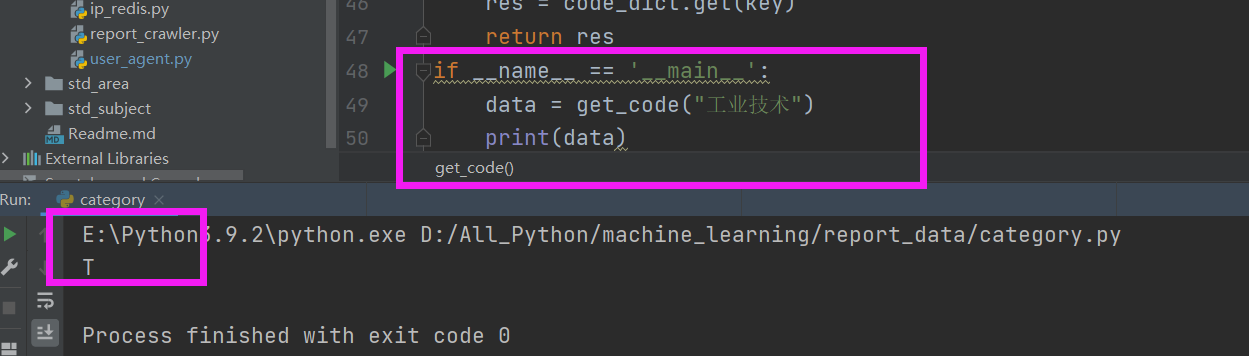 ip_redis.py
report_crawler.py
user_agent.py
std_area
std_subject
Readme.md
External Libraries
46 res = code_dict.get(key)
47 return res
48 if __name__ == '__main__':
49 data = get_code("工业技术")
50 print(data)
get_code()
Run: category
E:\Python3.9.2\python.exe D:/All_Python/machine_learning/report_data/category.py
T
Process finished with exit code 0